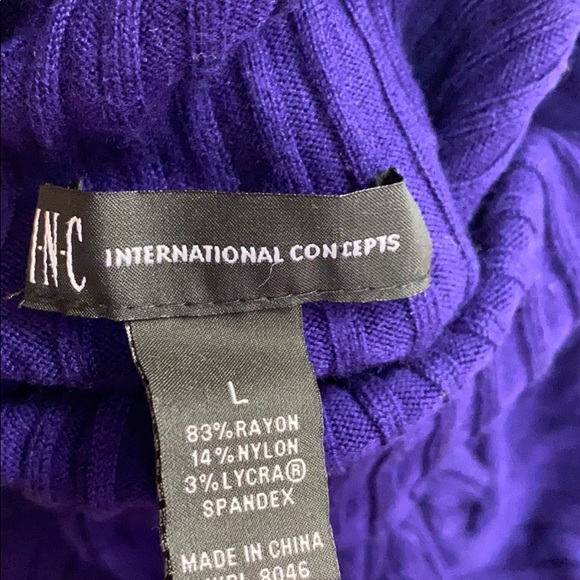 I·N·C INTERNATIONAL CONCEPTS
L
83% RAYON
14% NYLON
3% LYCRA®
SPANDEX
MADE IN CHINA
8046